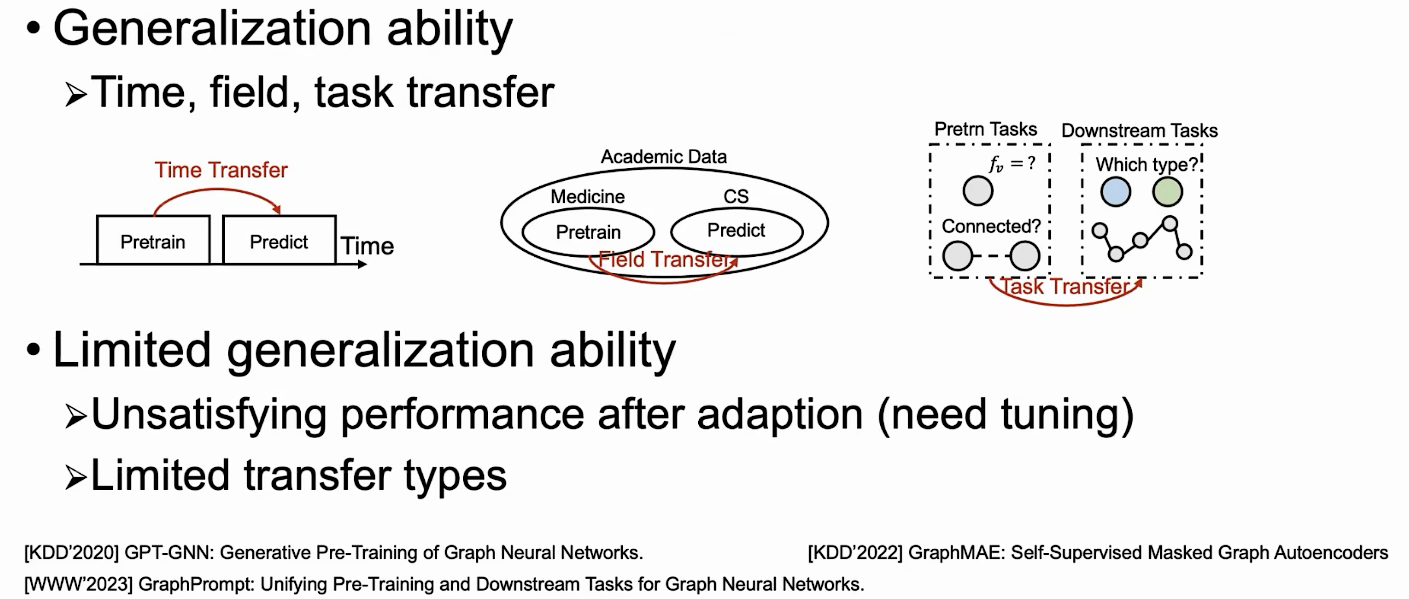 • Generalization ability
➢Time, field, task transfer
Time Transfer
Pretrain
Predict
Time
Academic Data
Medicine
CS
Pretrain
Predict
Field Transfer
Pretrn Tasks
Downstream Tasks
fᵥ = ?
Which type?
Connected?
Task Transfer
• Limited generalization ability
➢Unsatisfying performance after adaption (need tuning)
➢Limited transfer types
[KDD'2020] GPT-GNN: Generative Pre-Training of Graph Neural Networks.
[KDD'2022] GraphMAE: Self-Supervised Masked Graph Autoencoders
[WWW'2023] GraphPrompt: Unifying Pre-Training and Downstream Tasks for Graph Neural Networks.